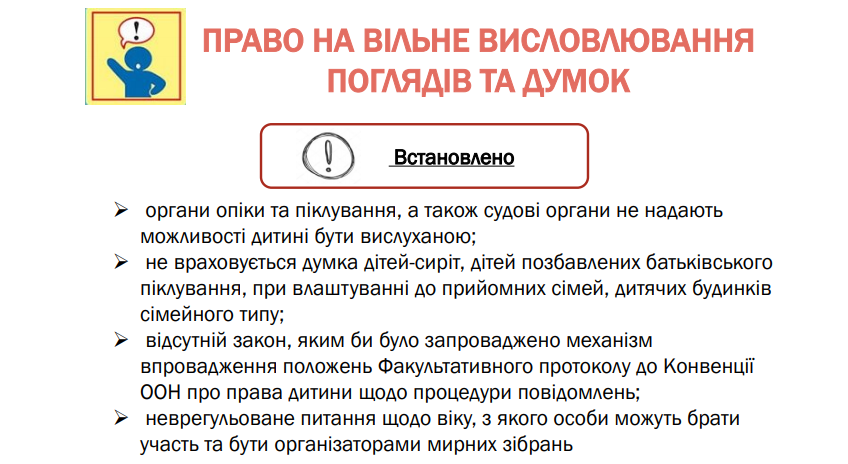 ПРАВО НА ВІЛЬНЕ ВИСЛОВЛЮВАННЯ
ПОГЛЯДІВ ТА ДУМОК
Встановлено
➢ органи опіки та піклування, а також судові органи не надають
можливості дитині бути вислуханою;
➢ не враховується думка дітей-сиріт, дітей позбавлених батьківського
піклування, при влаштуванні до прийомних сімей, дитячих будинків
сімейного типу;
➢ відсутній закон, яким би було запроваджено механізм
впровадження положень Факультативного протоколу до Конвенції
ООН про права дитини щодо процедури повідомлень;
➢ неврегульоване питання щодо віку, з якого особи можуть брати
участь та бути організаторами мирних зібрань